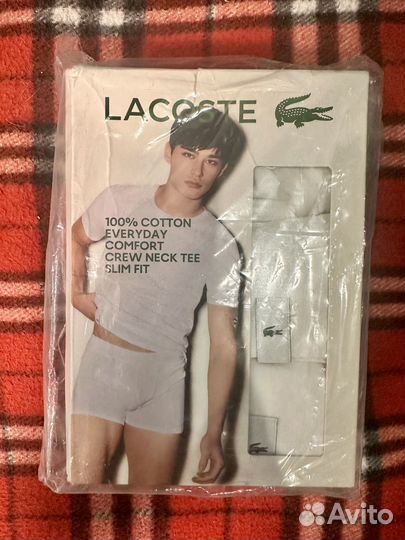 LACOSTE
100% COTTON
EVERYDAY
COMFORT
CREW NECK TEE
SLIM FIT
Avito